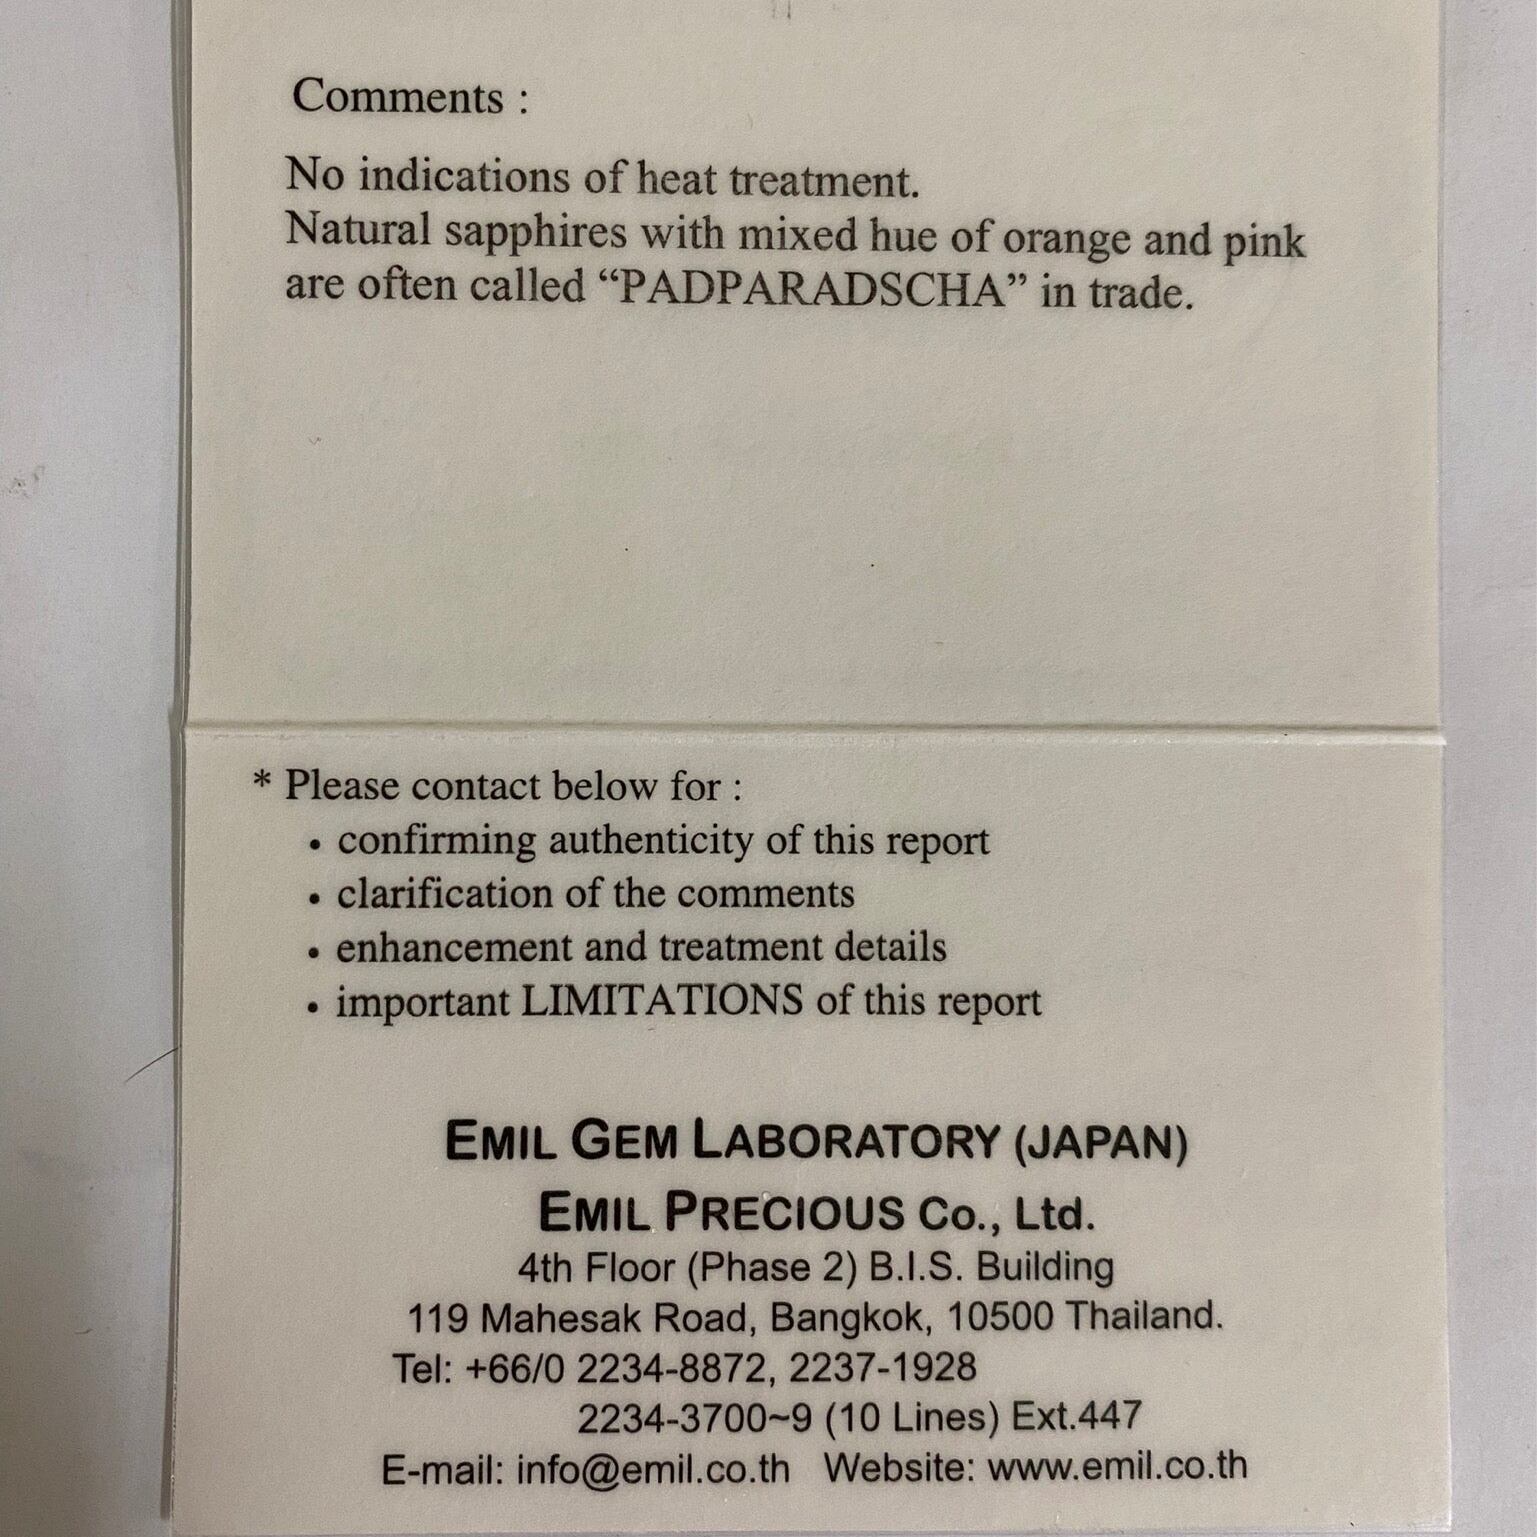 Comments :
No indications of heat treatment.
Natural sapphires with mixed hue of orange and pink
are often called “PADPARADSCHA” in trade.
* Please contact below for :
• confirming authenticity of this report
• clarification of the comments
• enhancement and treatment details
• important LIMITATIONS of this report
EMIL GEM LABORATORY (JAPAN)
EMIL PRECIOUS Co., Ltd.
4th Floor (Phase 2) B.I.S. Building
119 Mahesak Road, Bangkok, 10500 Thailand.
Tel: +66/0 2234-8872, 2237-1928
2234-3700~9 (10 Lines) Ext.447
E-mail: info@emil.co.th Website: www.emil.co.th